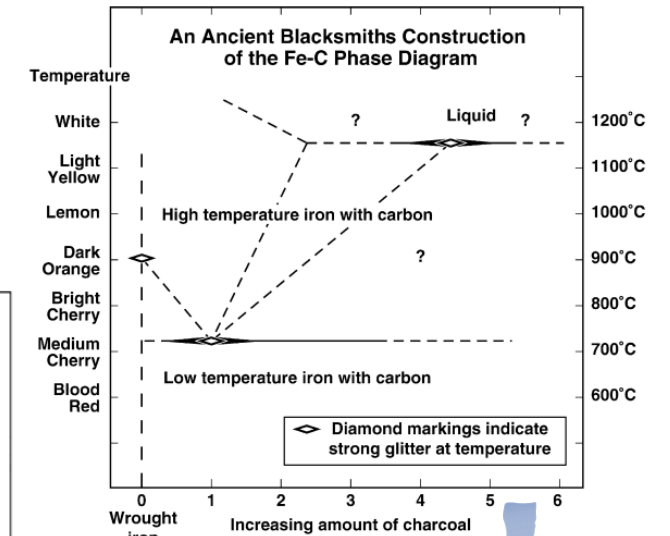 An Ancient Blacksmiths Construction
of the Fe-C Phase Diagram
Temperature
White
Light
Yellow
Lemon
Dark
Orange
Bright
Cherry
Medium
Cherry
Blood
Red
?
Liquid
?
High temperature iron with carbon
?
Low temperature iron with carbon
Diamond markings indicate
strong glitter at temperature
1200˚C
1100˚C
1000˚C
900˚C
800˚C
700˚C
600˚C
0 1 2 3 4 5 6
Wrought
iron
Increasing amount of charcoal